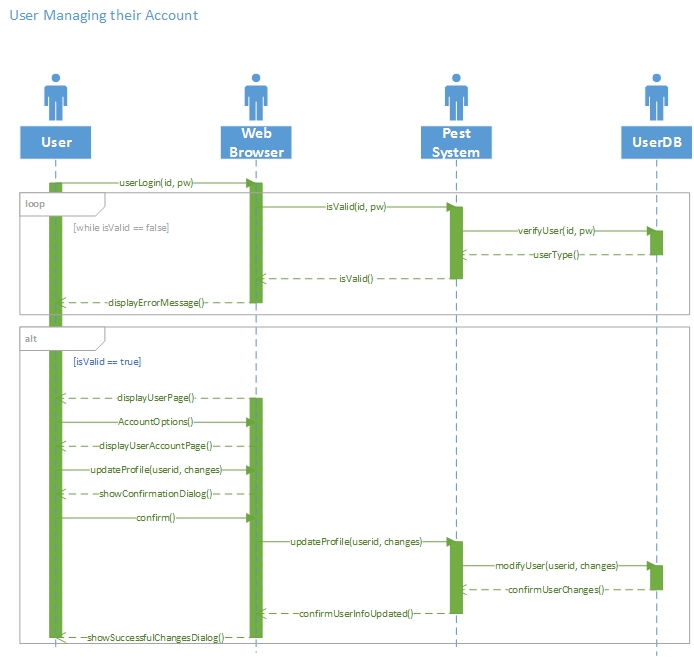 User Managing their Account
User
Web
Browser
Pest
System
UserDB
userLogin(id, pw)
loop
isValid(id, pw)
[while isValid == false]
verifyUser(id, pw)
userType()
isValid()
displayErrorMessage()
alt
[isValid == true]
displayUserPage()
AccountOptions()
displayUserAccountPage()
updateProfile(userid, changes)
showConfirmationDialog()
confirm()
updateProfile(userid, changes)
modifyUser(userid, changes)
confirmUserChanges()
confirmUserInfoUpdated()
showSuccessfulChangesDialog()